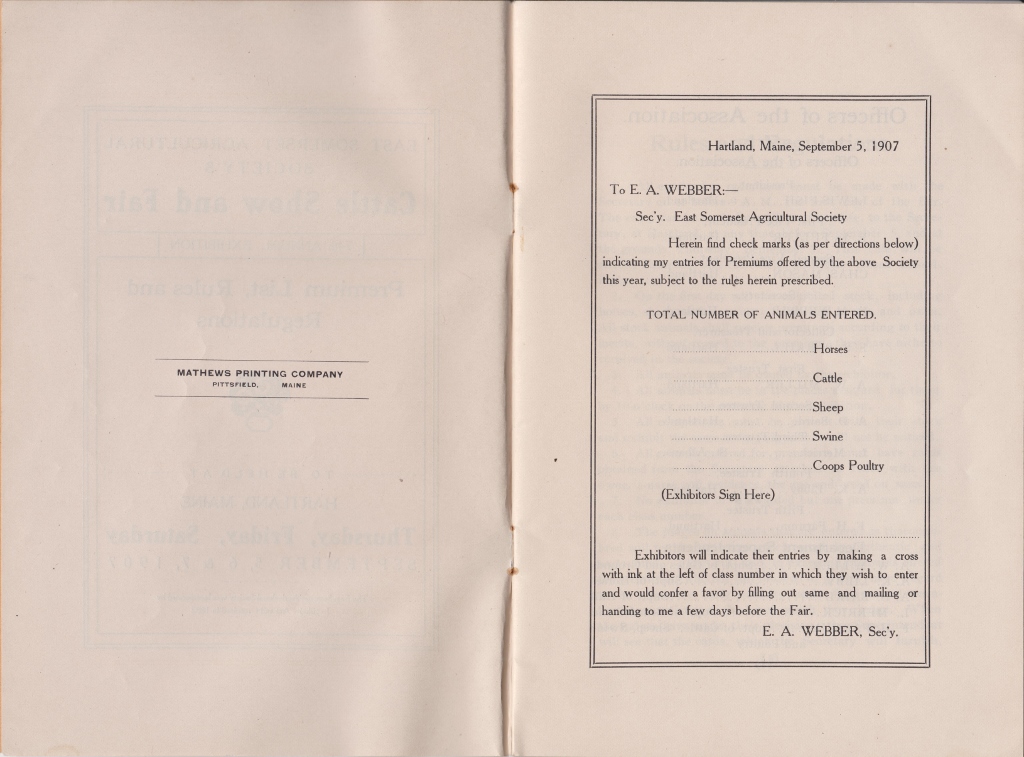 MATHEWS PRINTING COMPANY
PITTSFIELD, MAINE
Hartland, Maine, September 5, 1907
To E. A. WEBBER:—
Sec'y. East Somerset Agricultural Society
Herein find check marks (as per directions below)
indicating my entries for Premiums offered by the above Society
this year, subject to the rules herein prescribed.
TOTAL NUMBER OF ANIMALS ENTERED.
Horses
Cattle
Sheep
Swine
Coops Poultry
(Exhibitors Sign Here)
Exhibitors will indicate their entries by making a cross
with ink at the left of class number in which they wish to enter
and would confer a favor by filling out same and mailing or
handing to me a few days before the Fair.
E. A. WEBBER, Sec'y.